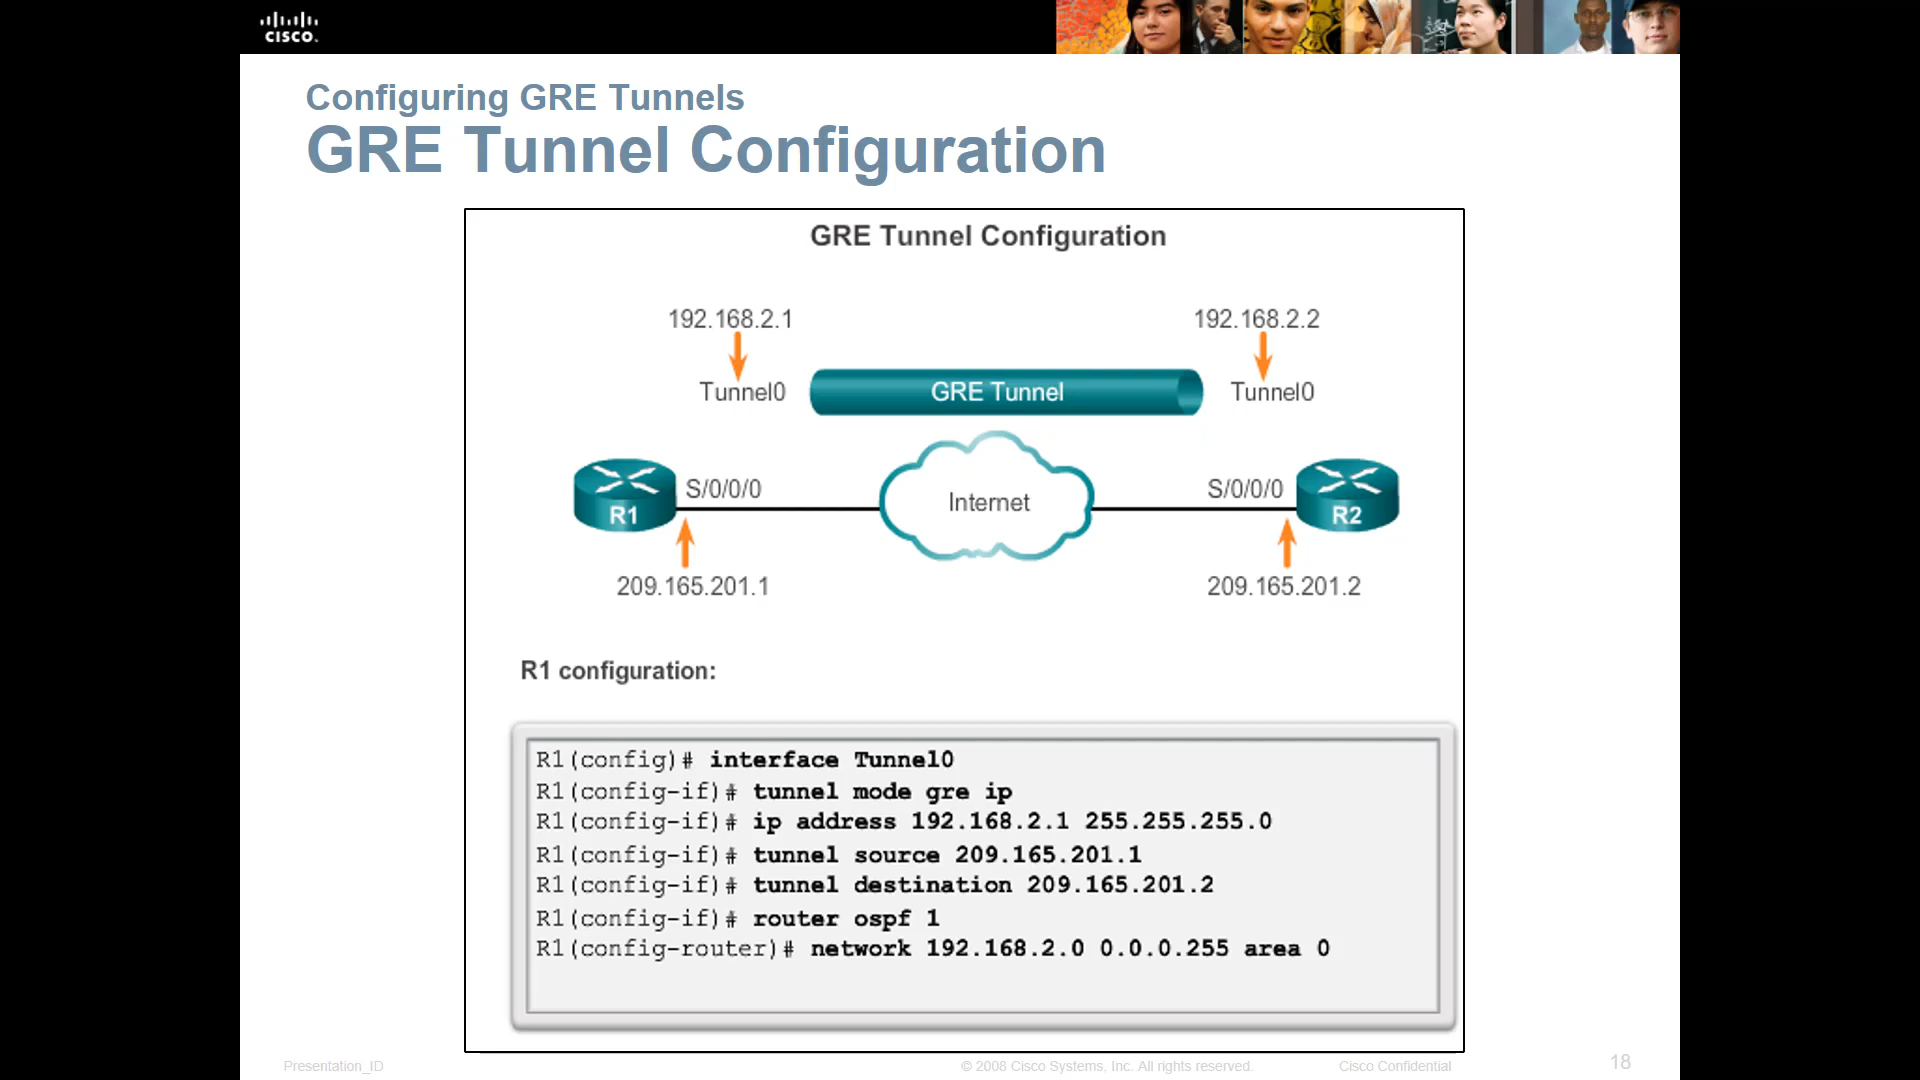 CISCO.
Configuring GRE Tunnels
GRE Tunnel Configuration
GRE Tunnel Configuration
192.168.2.1
192.168.2.2
Tunnel0
GRE Tunnel
Tunnel0
S/0/0/0
S/0/0/0
Internet
R1
R2
209.165.201.1
209.165.201.2
R1 configuration:
R1(config)# interface Tunnel0
R1(config-if)# tunnel mode gre ip
R1(config-if)# ip address 192.168.2.1 255.255.255.0
R1(config-if)# tunnel source 209.165.201.1
R1(config-if)# tunnel destination 209.165.201.2
R1(config-if)# router ospf 1
R1(config-router)# network 192.168.2.0 0.0.0.255 area 0
Presentation_ID
© 2008 Cisco Systems, Inc. All rights reserved.
Cisco Confidential
18